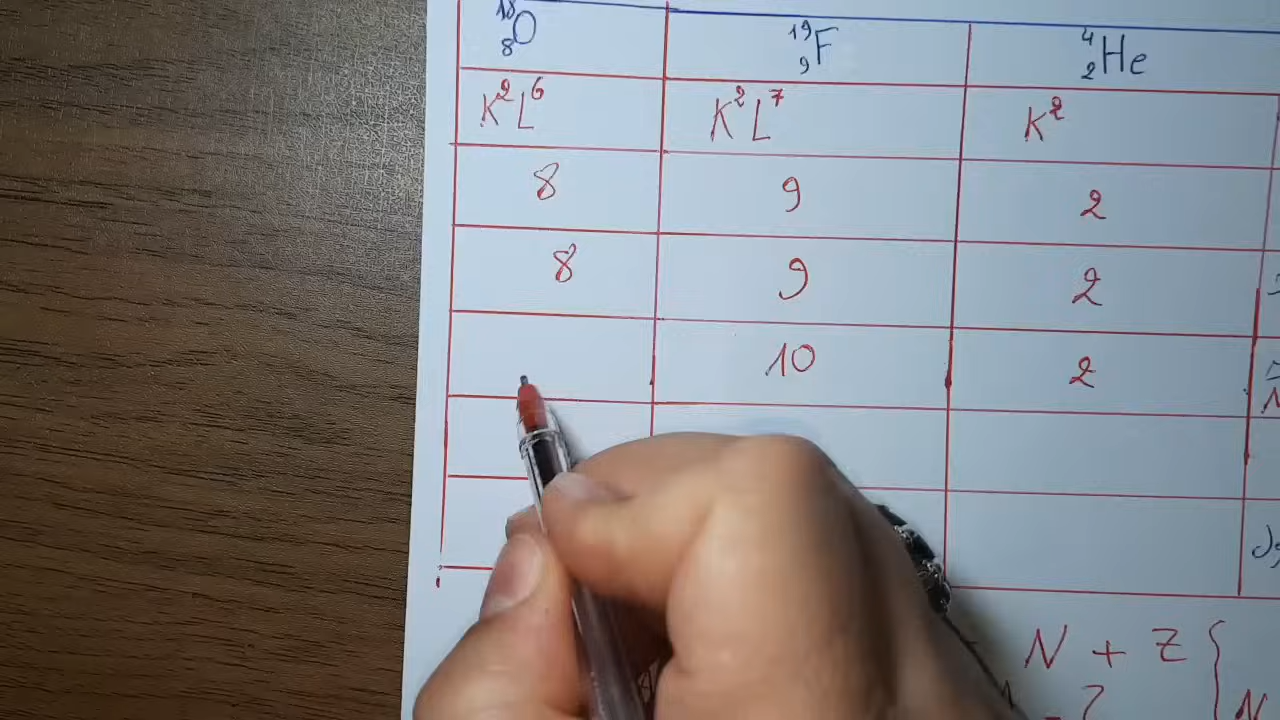 ¹⁸₈O ¹⁹₉F ⁴₂He
K²L⁶ K²L⁷ K²
8 9 2
8 9 2
10 2
N + Z {